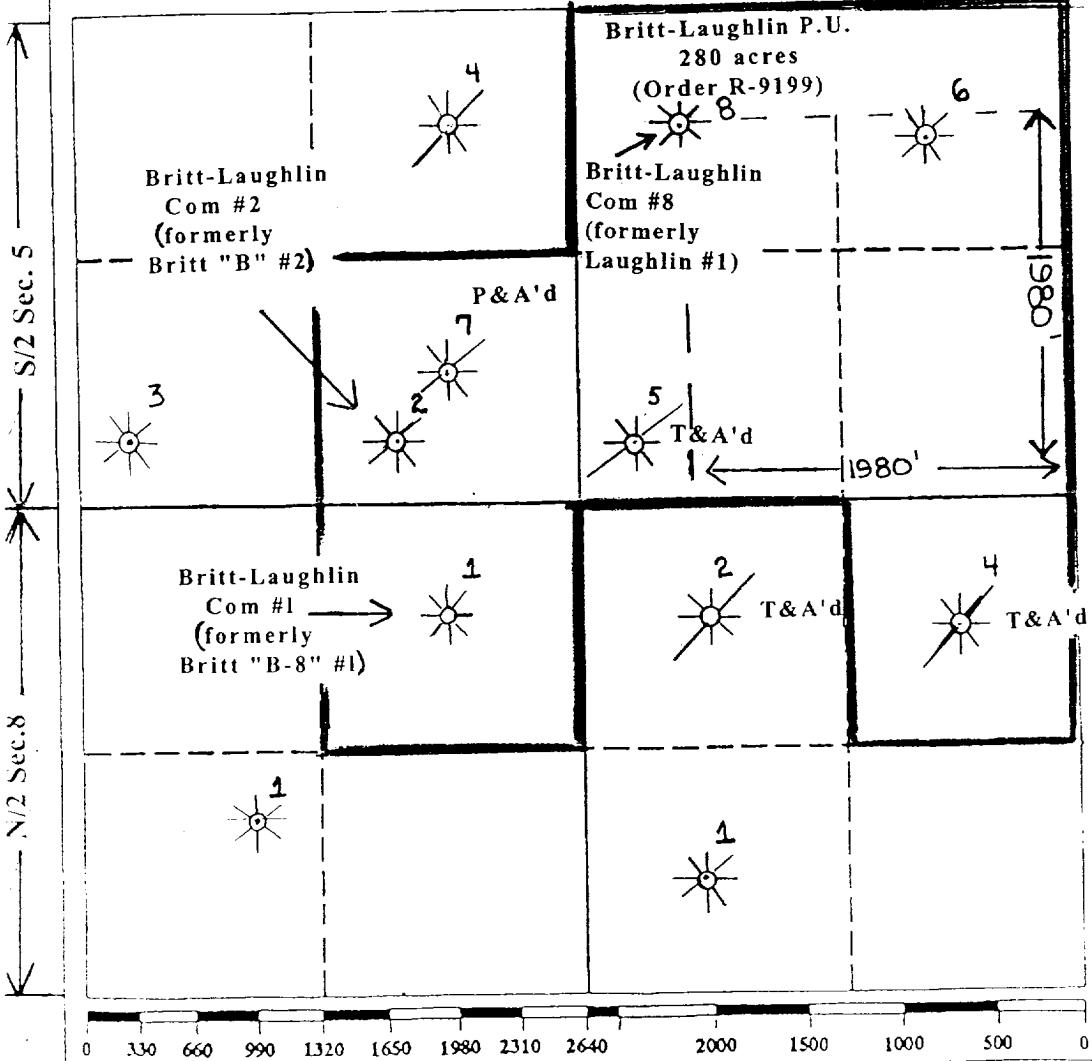 Britt-Laughlin P.U.
280 acres
(Order R-9199)
4
6
8
Britt-Laughlin
Com #2
(formerly
Britt "B" #2)
Britt-Laughlin
Com #8
(formerly
Laughlin #1)
1980'
S/2 Sec. 5
P&A'd
7
3
2
5
T&A'd
1980'
N/2 Sec.8
Britt-Laughlin
Com #1
(formerly
Britt "B-8" #1)
1
2
T&A'd
4
T&A'd
1
1
0 330 660 990 1320 1650 1980 2310 2640 2000 1500 1000 500 0